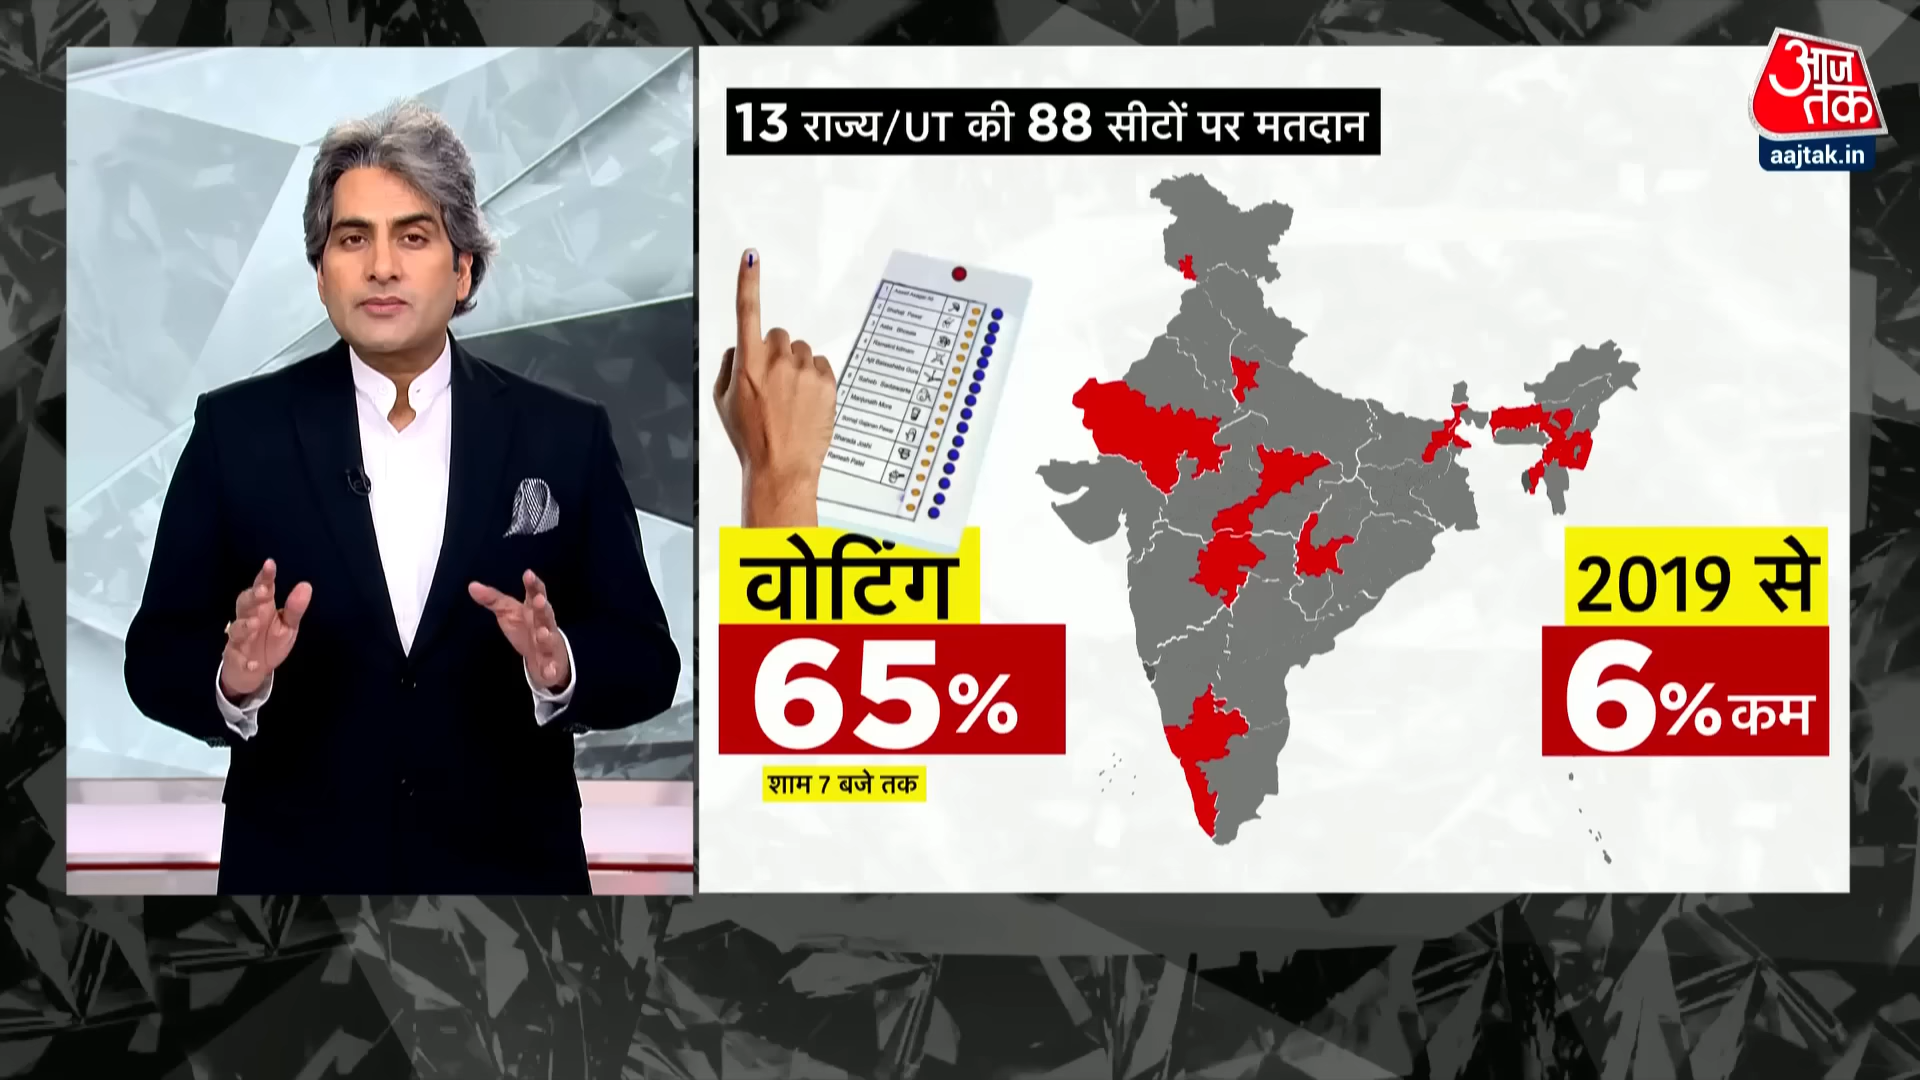 13 राज्य/UT की 88 सीटों पर मतदान
आज
तक
aajtak.in
वोटिंग
65%
शाम 7 बजे तक
2019 से
6% कम